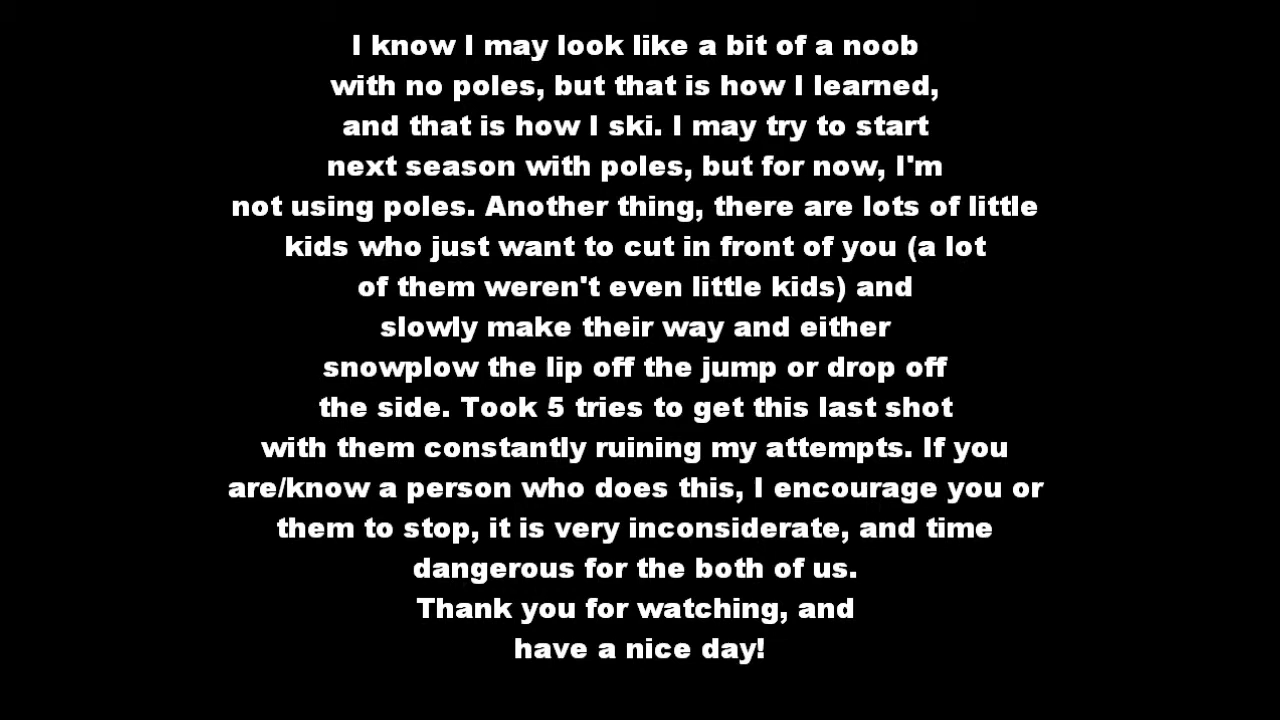 I know I may look like a bit of a noob
with no poles, but that is how I learned,
and that is how I ski. I may try to start
next season with poles, but for now, I'm
not using poles. Another thing, there are lots of little
kids who just want to cut in front of you (a lot
of them weren't even little kids) and
slowly make their way and either
snowplow the lip off the jump or drop off
the side. Took 5 tries to get this last shot
with them constantly ruining my attempts. If you
are/know a person who does this, I encourage you or
them to stop, it is very inconsiderate, and time
dangerous for the both of us.
Thank you for watching, and
have a nice day!